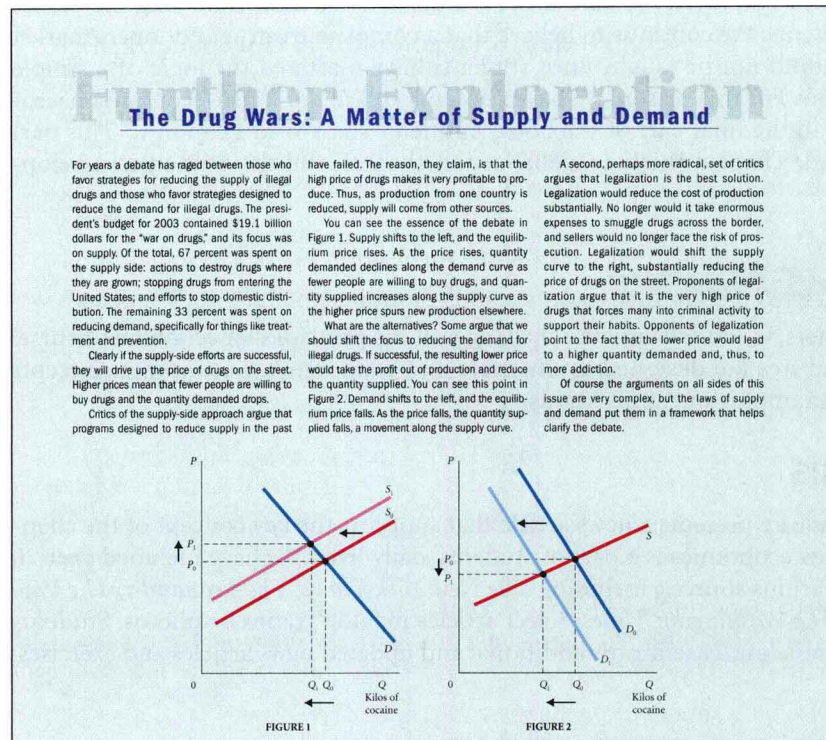 Further Exploration
The Drug Wars: A Matter of Supply and Demand
For years a debate has raged between those who
favor strategies for reducing the supply of illegal
drugs and those who favor strategies designed to
reduce the demand for illegal drugs. The presi-
dent's budget for 2003 contained $19.1 billion
dollars for the "war on drugs," and its focus was
on supply. Of the total, 67 percent was spent on
the supply side: actions to destroy drugs where
they are grown; stopping drugs from entering the
United States; and efforts to stop domestic distri-
bution. The remaining 33 percent was spent on
reducing demand, specifically for things like treat-
ment and prevention.
Clearly if the supply-side efforts are successful,
they will drive up the price of drugs on the street.
Higher prices mean that fewer people are willing to
buy drugs and the quantity demanded drops.
Critics of the supply-side approach argue that
programs designed to reduce supply in the past
have failed. The reason, they claim, is that the
high price of drugs makes it very profitable to pro-
duce. Thus, as production from one country is
reduced, supply will come from other sources.
You can see the essence of the debate in
Figure 1. Supply shifts to the left, and the equilib-
rium price rises. As the price rises, quantity
demanded declines along the demand curve as
fewer people are willing to buy drugs, and quan-
tity supplied increases along the supply curve as
the higher price spurs new production elsewhere.
What are the alternatives? Some argue that we
should shift the focus to reducing the demand for
illegal drugs. If successful, the resulting lower price
would take the profit out of production and reduce
the quantity supplied. You can see this point in
Figure 2. Demand shifts to the left, and the equilib-
rium price falls. As the price falls, the quantity sup-
plied falls, a movement along the supply curve.
A second, perhaps more radical, set of critics
argues that legalization is the best solution.
Legalization would reduce the cost of production
substantially. No longer would it take enormous
expenses to smuggle drugs across the border,
and sellers would no longer face the risk of pros-
ecution. Legalization would shift the supply
curve to the right, substantially reducing the
price of drugs on the street. Proponents of legal-
ization argue that it is the very high price of
drugs that forces many into criminal activity to
support their habits. Opponents of legalization
point to the fact that the lower price would lead
to a higher quantity demanded and, thus, to
more addiction.
Of course the arguments on all sides of this
issue are very complex, but the laws of supply
and demand put them in a framework that helps
clarify the debate.
P
S₁
S₀
P₁
P₀
D
0
Q₁ Q₀ Q
Kilos of
cocaine
FIGURE 1
P
S
P₀
P₁
D₀
D₁
0
Q₁ Q₀ Q
Kilos of
cocaine
FIGURE 2